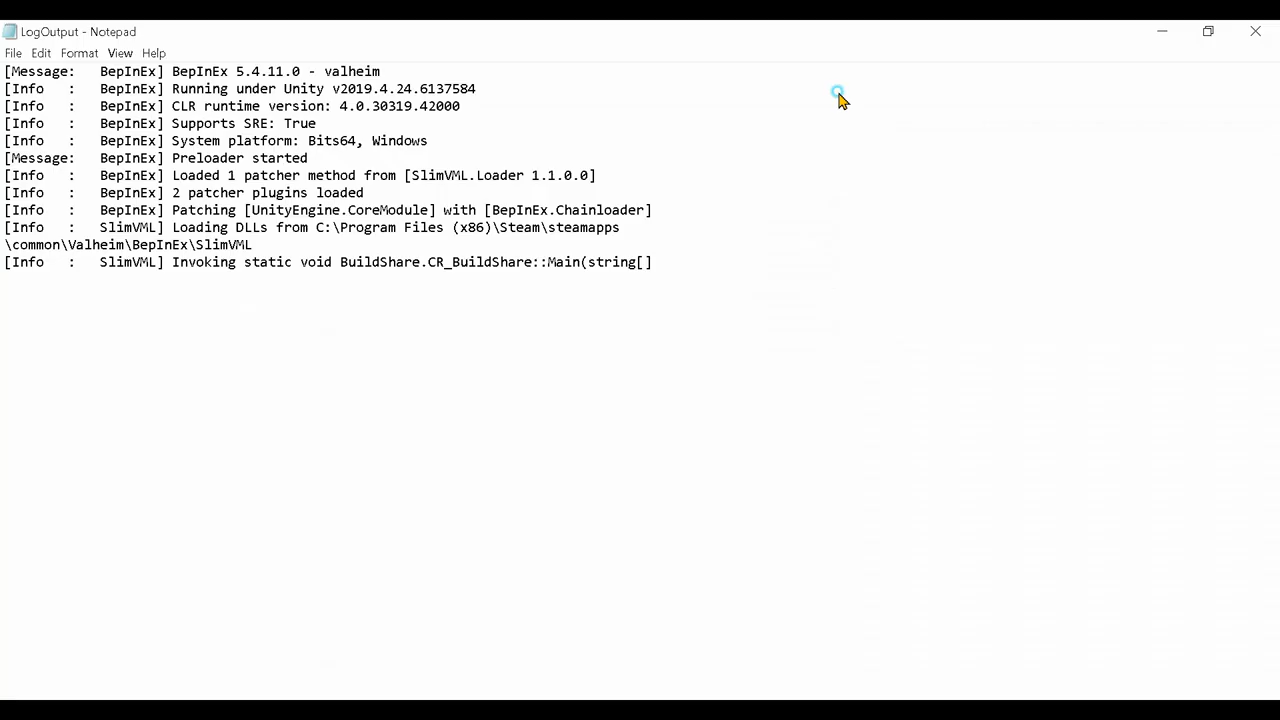 LogOutput - Notepad
File Edit Format View Help
[Message:   BepInEx] BepInEx 5.4.11.0 - valheim
[Info   :   BepInEx] Running under Unity v2019.4.24.6137584
[Info   :   BepInEx] CLR runtime version: 4.0.30319.42000
[Info   :   BepInEx] Supports SRE: True
[Info   :   BepInEx] System platform: Bits64, Windows
[Message:   BepInEx] Preloader started
[Info   :   BepInEx] Loaded 1 patcher method from [SlimVML.Loader 1.1.0.0]
[Info   :   BepInEx] 2 patcher plugins loaded
[Info   :   BepInEx] Patching [UnityEngine.CoreModule] with [BepInEx.Chainloader]
[Info   :   SlimVML] Loading DLLs from C:\Program Files (x86)\Steam\steamapps
\common\Valheim\BepInEx\SlimVML
[Info   :   SlimVML] Invoking static void BuildShare.CR_BuildShare::Main(string[]